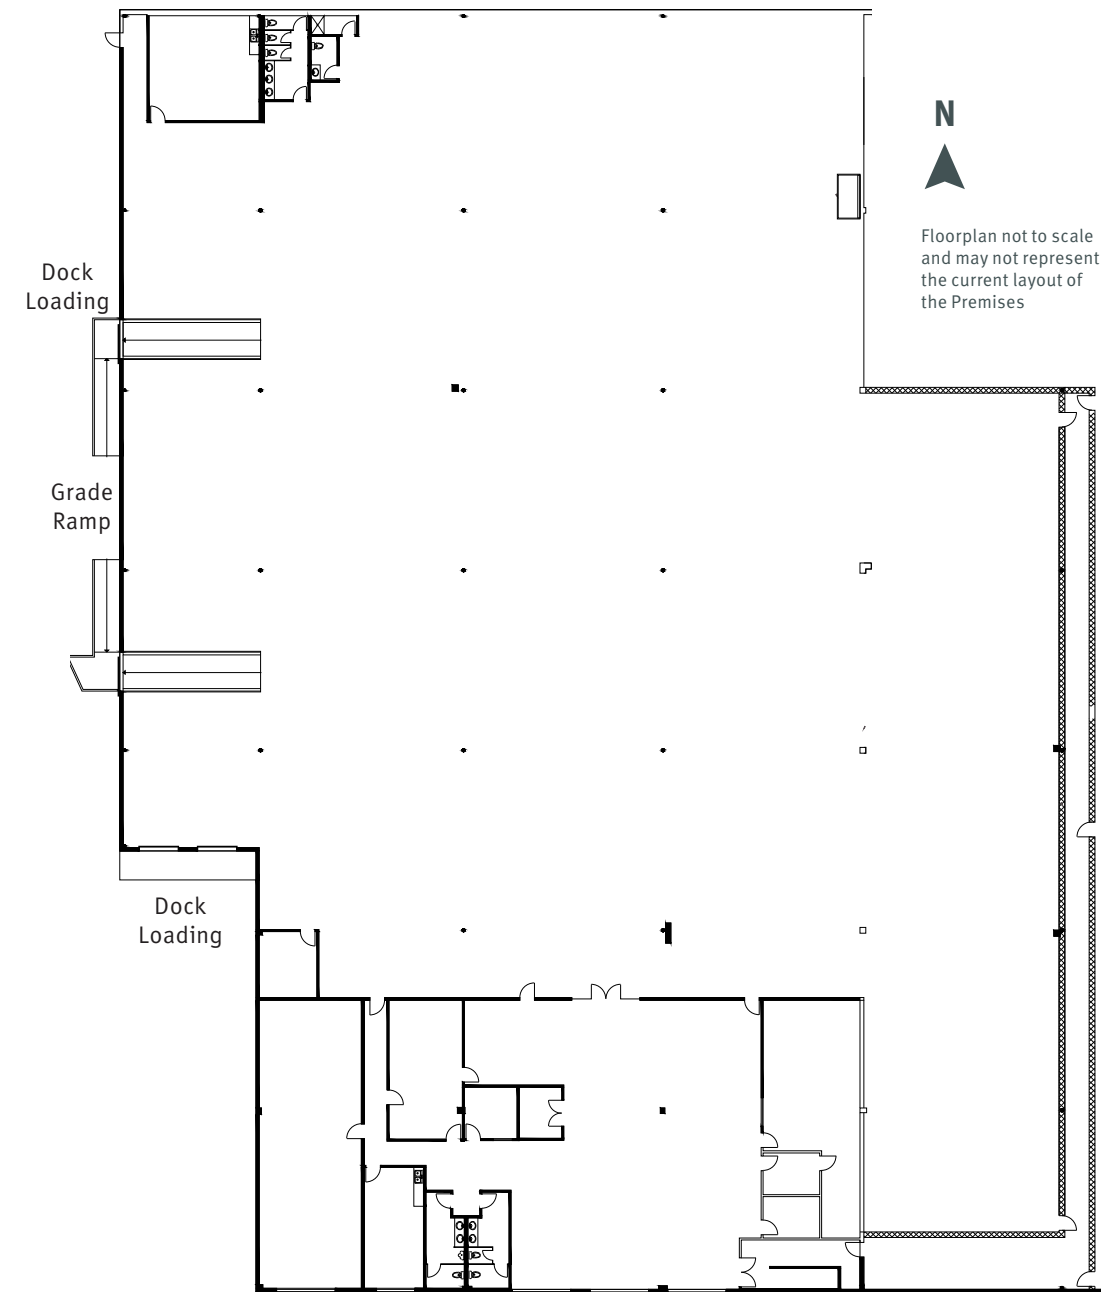 N
Floorplan not to scale
and may not represent
the current layout of
the Premises
Dock
Loading
Grade
Ramp
Dock
Loading